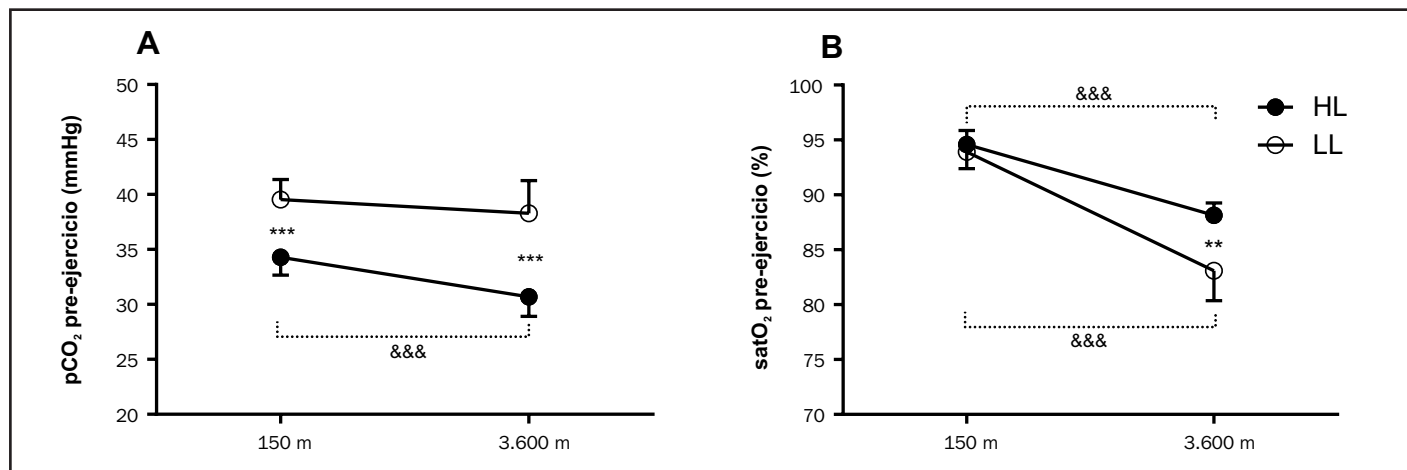 A
pCO₂ pre-ejercicio (mmHg)
50
45
40
35
30
25
20
***
***
&&&
150 m
3.600 m
B
satO₂ pre-ejercicio (%)
100
95
90
85
80
75
70
&&&
**
&&&
150 m
3.600 m
HL
LL